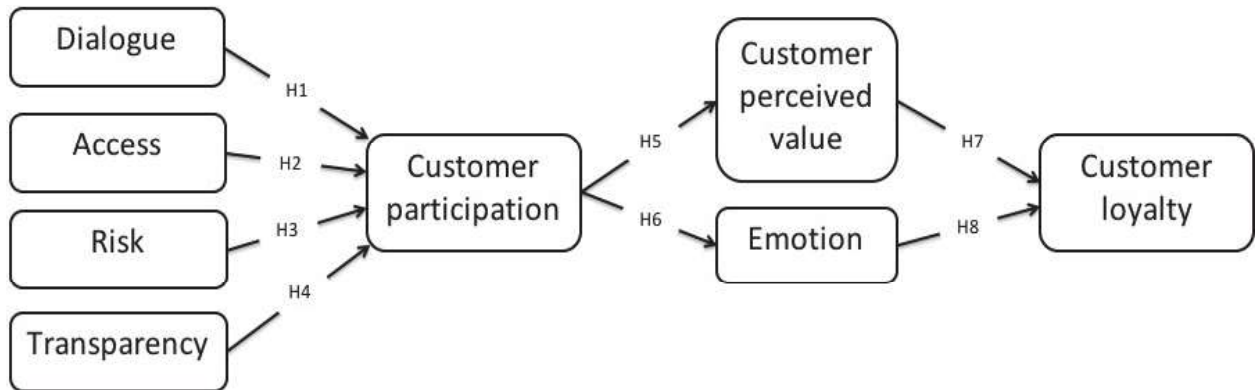 Dialogue
H1
Access
H2
Risk
H3
Transparency
H4
Customer
participation
H5
H6
Customer
perceived
value
Emotion
H7
H8
Customer
loyalty